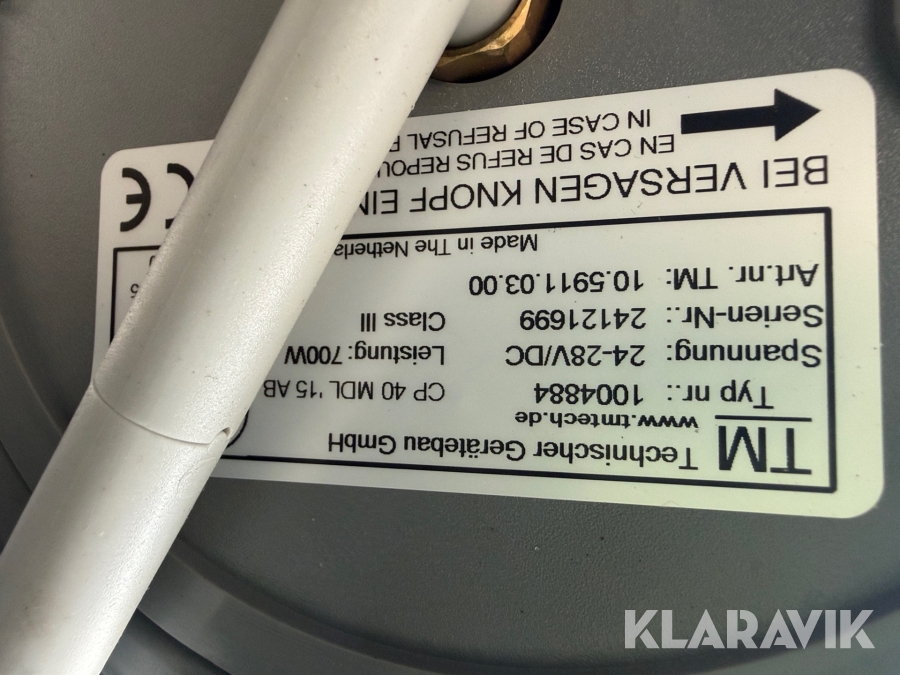 TM Technischer Gerätebau GmbH
www.tmtech.de
Typ nr.: 1004884 CP 40 MDL '15 AB
Spannung: 24-28V/DC Leistung: 700W
Serien-Nr.: 24121699 Class III
Art.nr. TM: 10.5911.03.00
Made in The
BEI VERSAGEN KNOPF
EN CAS DE REFUS
IN CASE OF REFUSAL
CE
KLARAVIK